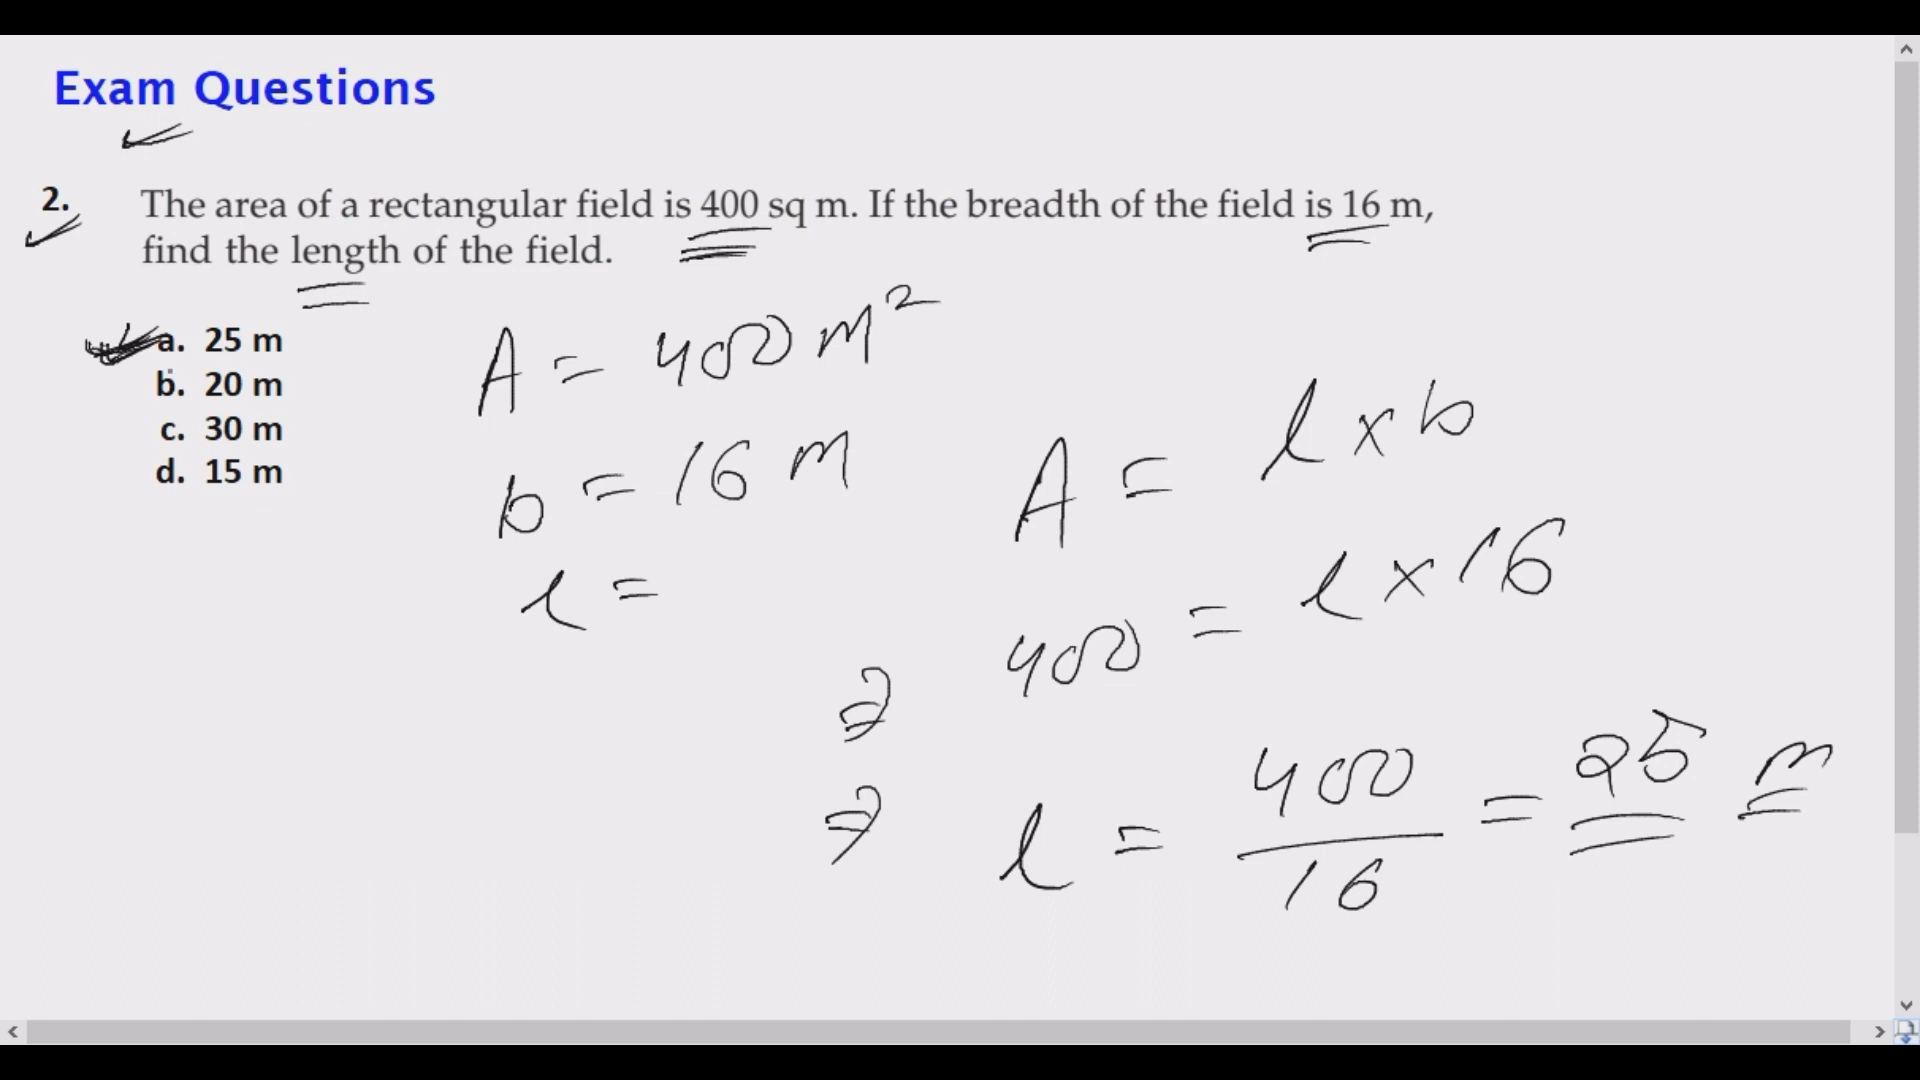 Exam Questions
2. The area of a rectangular field is 400 sq m. If the breadth of the field is 16 m,
find the length of the field.
a. 25 m
b. 20 m
c. 30 m
d. 15 m
A = 400 m²
b = 16 m
l =
A = l × b
⇒ 400 = l × 16
⇒ l = 400/16 = 25 m